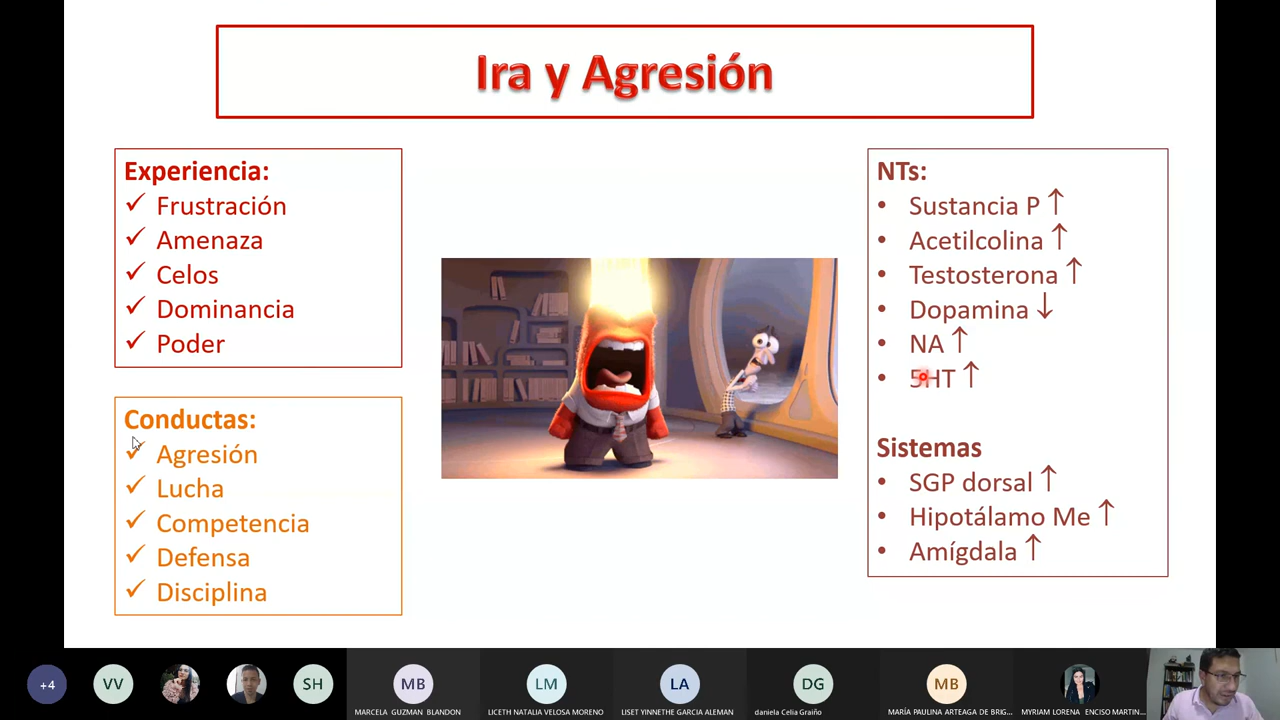 Ira y Agresión
Experiencia:
✓ Frustración
✓ Amenaza
✓ Celos
✓ Dominancia
✓ Poder
Conductas:
✓ Agresión
✓ Lucha
✓ Competencia
✓ Defensa
✓ Disciplina
NTs:
• Sustancia P ↑
• Acetilcolina ↑
• Testosterona ↑
• Dopamina ↓
• NA ↑
• 5HT ↑
Sistemas
• SGP dorsal ↑
• Hipotálamo Me ↑
• Amígdala ↑
+4
VV
SH
MB
LM
LA
DG
MB
MARCELA GUZMAN BLANDON
LICETH NATALIA VELOSA MORENO
LISET YINNETHE GARCIA ALEMAN
daniela Celia Graiño
MARÍA PAULINA ARTEAGA DE BRIG...
MYRIAM LORENA ENCISO MARTIN...